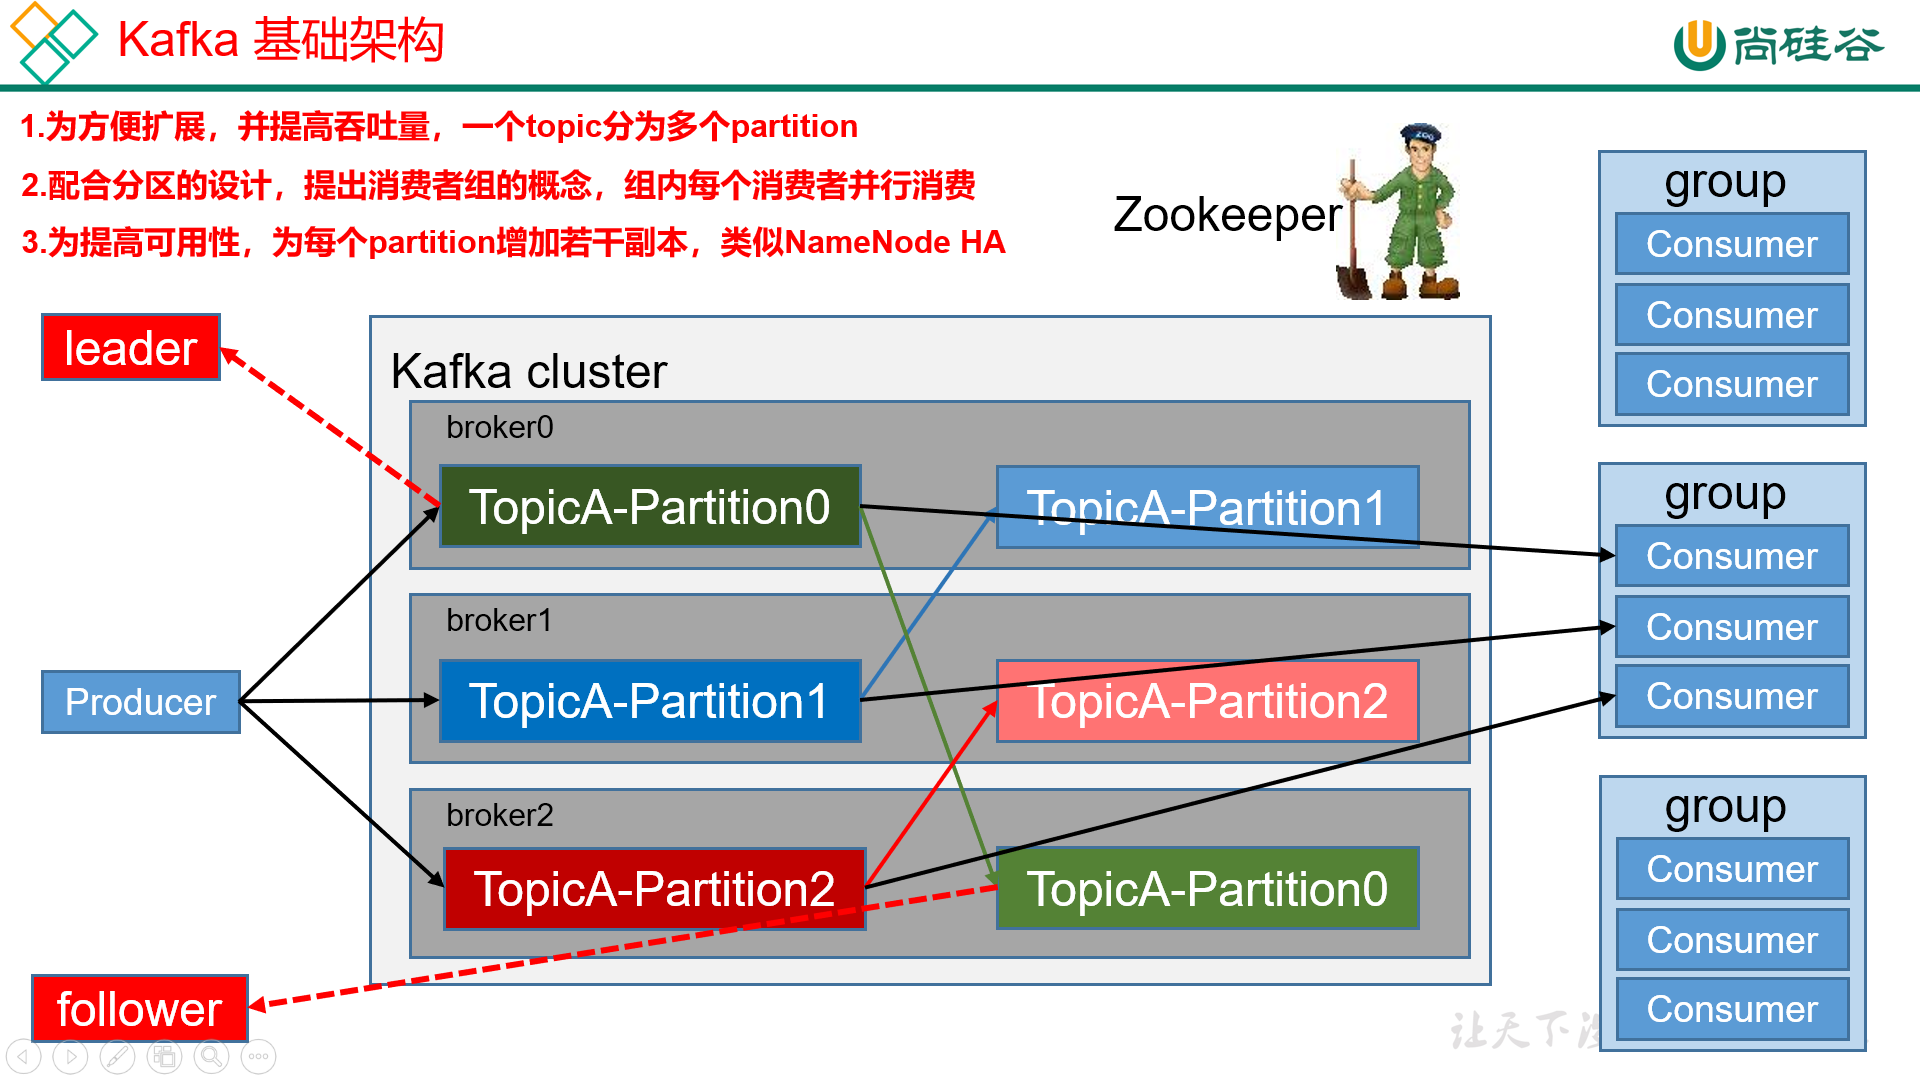 Kafka 基础架构
尚硅谷
1.为方便扩展，并提高吞吐量，一个topic分为多个partition
2.配合分区的设计，提出消费者组的概念，组内每个消费者并行消费
3.为提高可用性，为每个partition增加若干副本，类似NameNode HA
Zookeeper
ZOO
leader
Kafka cluster
broker0
TopicA-Partition0
TopicA-Partition1
broker1
TopicA-Partition1
TopicA-Partition2
broker2
TopicA-Partition2
TopicA-Partition0
Producer
follower
group
Consumer
Consumer
Consumer
group
Consumer
Consumer
Consumer
group
Consumer
Consumer
Consumer
让天下